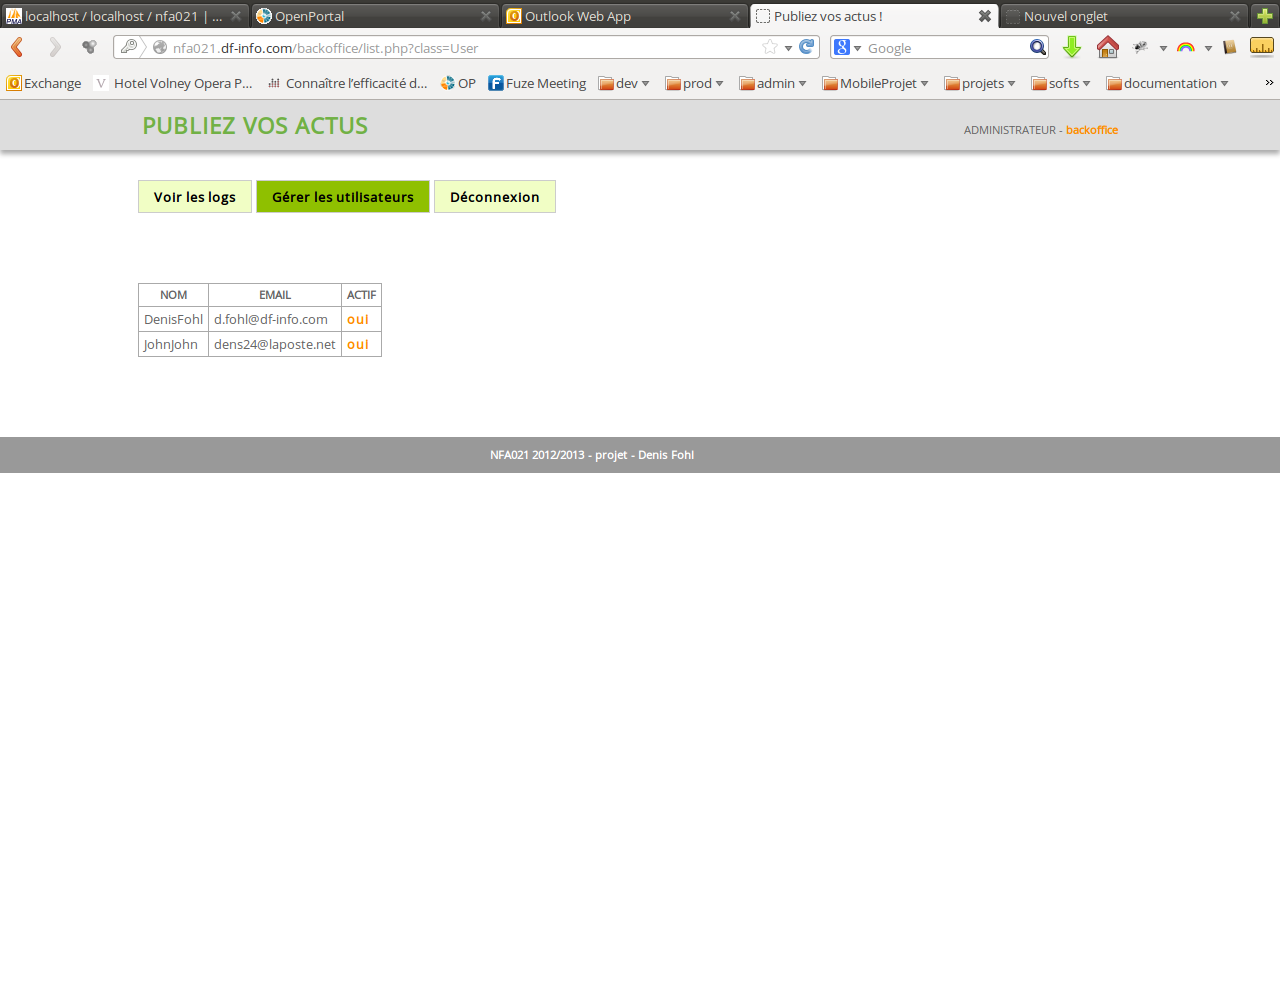 localhost / localhost / nfa021 | ...
OpenPortal
Outlook Web App
Publiez vos actus !
Nouvel onglet
nfa021.df-info.com/backoffice/list.php?class=User
Google
Exchange
Hotel Volney Opera P...
Connaître l'efficacité d...
OP
Fuze Meeting
dev
prod
admin
MobileProjet
projets
softs
documentation
PUBLIEZ VOS ACTUS
ADMINISTRATEUR - backoffice
Voir les logs
Gérer les utilisateurs
Déconnexion
NOM EMAIL ACTIF
DenisFohl d.fohl@df-info.com oui
JohnJohn dens24@laposte.net oui
NFA021 2012/2013 - projet - Denis Fohl